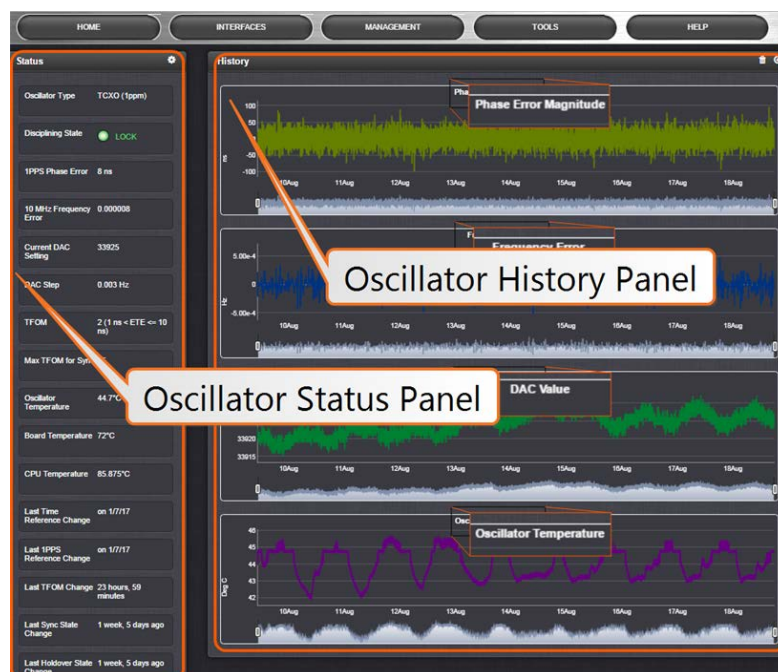 HOME INTERFACES MANAGEMENT TOOLS HELP
Status
Oscillator Type TCXO (1ppm)
Disciplining State LOCK
1PPS Phase Error 8 ns
10 MHz Frequency Error 0.000008
Current DAC Setting 33925
DAC Step 0.003 Hz
TFOM 2 (1 ns < ETE <= 10 ns)
Max TFOM for Syn
Oscillator Temperature 44.7°C
Board Temperature 72°C
CPU Temperature 85.875°C
Last Time Reference Change on 1/7/17
Last 1PPS Reference Change on 1/7/17
Last TFOM Change 23 hours, 59 minutes
Last Sync State Change 1 week, 5 days ago
Last Holdover State Change 1 week, 5 days ago
Oscillator Status Panel
History
Oscillator History Panel
Pha
Phase Error Magnitude
100
50
-50
-100
ns
10Aug 11Aug 12Aug 13Aug 14Aug 15Aug 16Aug 17Aug 18Aug
Frequency Error
5.00e-4
0
-5.00e-4
Hz
10Aug 11Aug 12Aug 13Aug 14Aug 15Aug 16Aug 17Aug 18Aug
DAC Value
33920
33915
10Aug 11Aug 12Aug 13Aug 14Aug 15Aug 16Aug 17Aug 18Aug
Osc
Oscillator Temperature
45
44
43
42
Deg C
10Aug 11Aug 12Aug 13Aug 14Aug 15Aug 16Aug 17Aug 18Aug